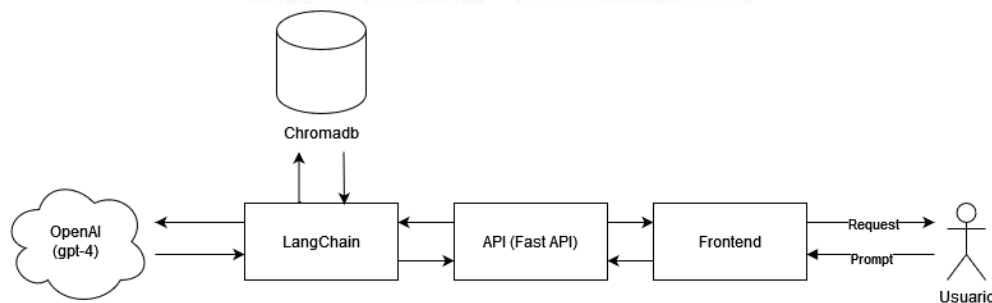 Chromadb
OpenAI
(gpt-4)
LangChain
API (Fast API)
Frontend
Request
Prompt
Usuario